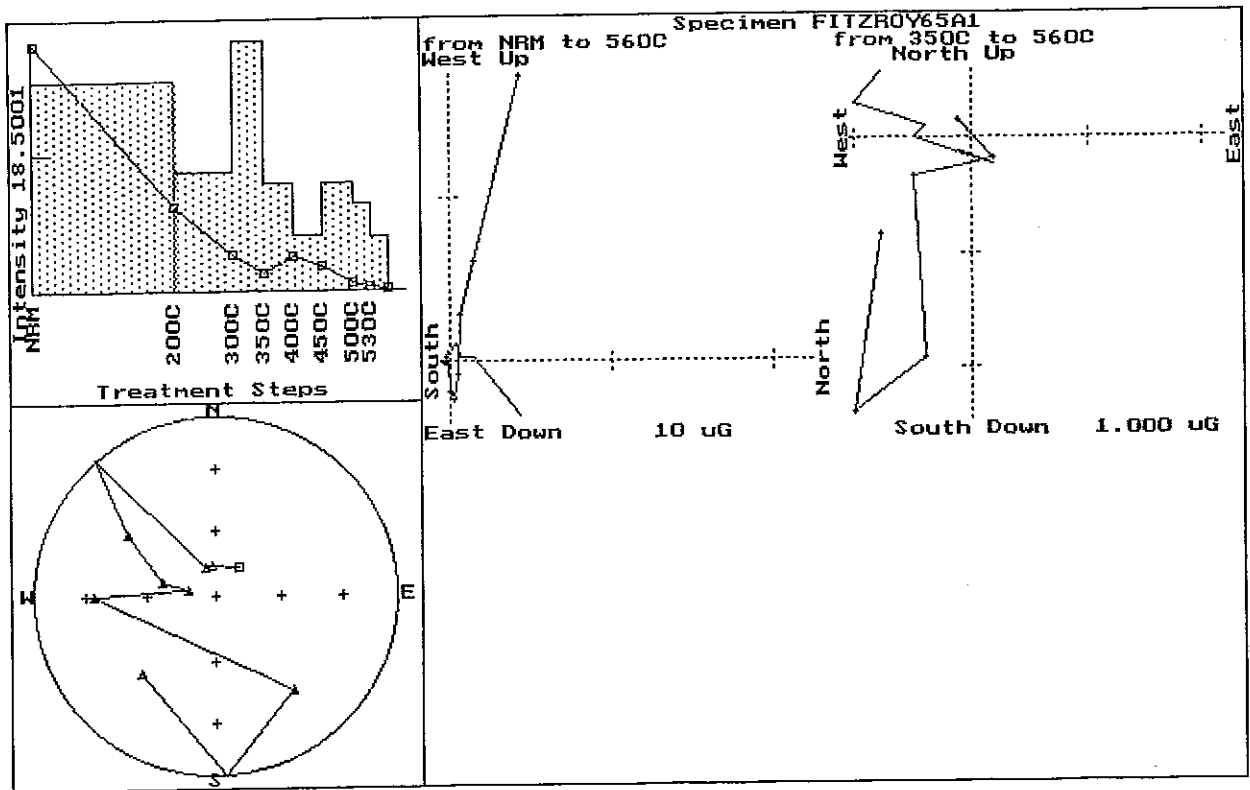 Specimen FITZROY65A1
from NRM to 560C
West Up
South
North
East Down
10 uG
from 350C to 560C
North Up
West
East
South Down
1.000 uG
Intensity 18.5001
NRM
200C
300C
350C
400C
450C
500C
530C
Treatment Steps
N
W
E
S